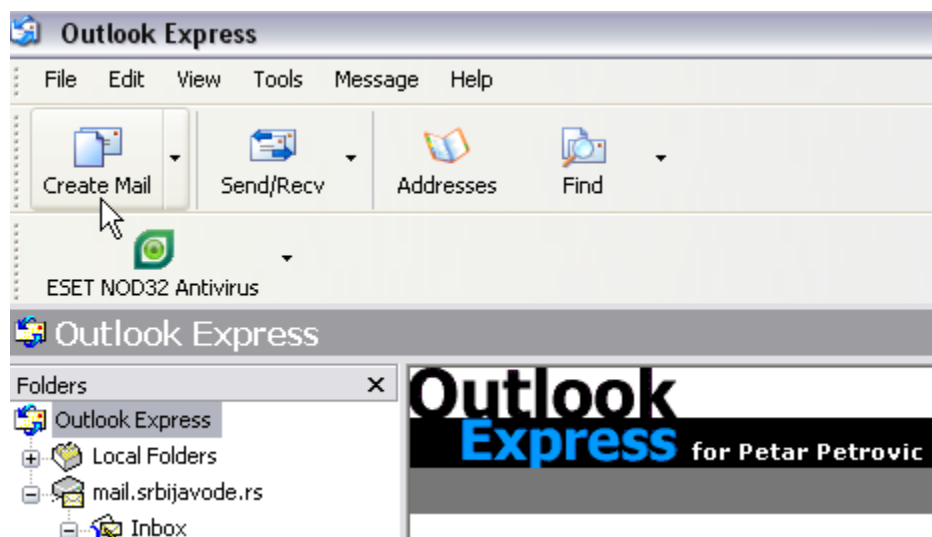 Outlook Express
File Edit View Tools Message Help
Create Mail Send/Recv Addresses Find
ESET NOD32 Antivirus
Outlook Express
Folders
Outlook
Express for Petar Petrovic
Outlook Express
Local Folders
mail.srbijavode.rs
Inbox